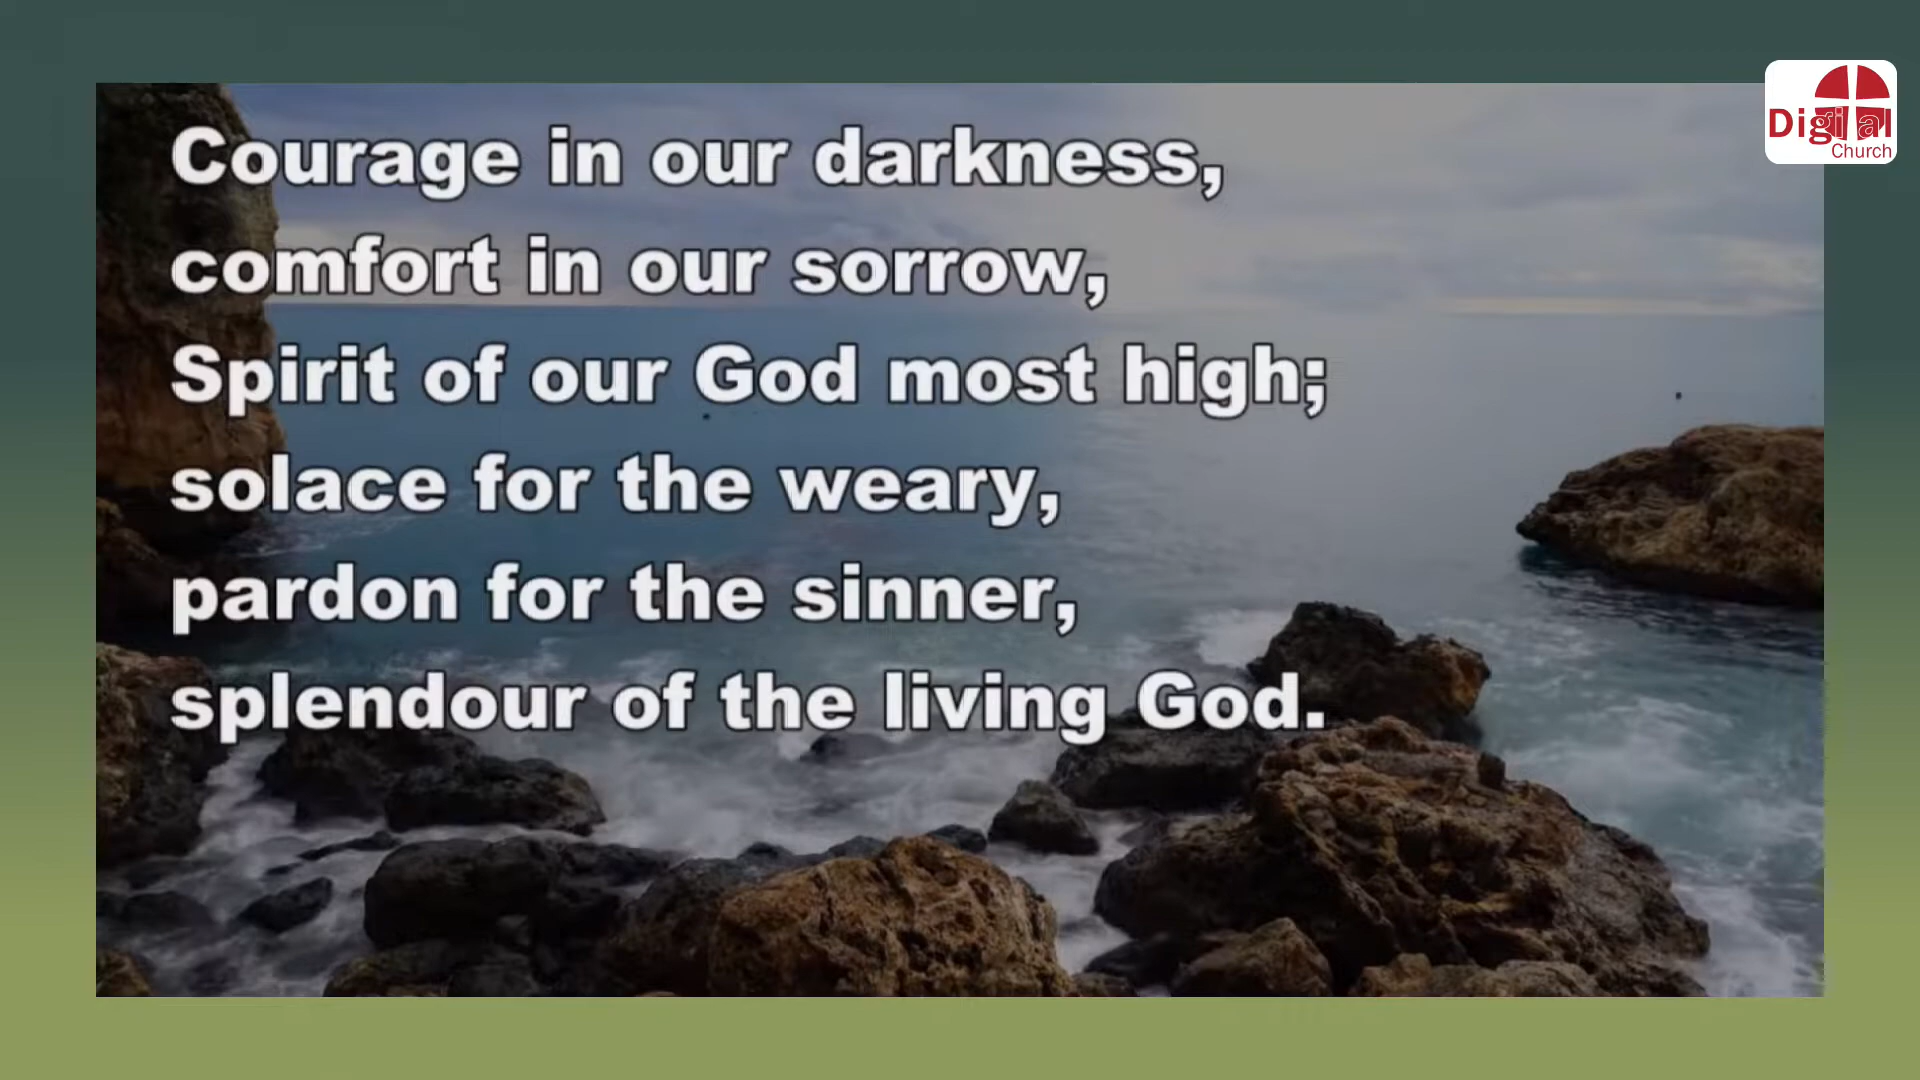 Courage in our darkness,
comfort in our sorrow,
Spirit of our God most high;
solace for the weary,
pardon for the sinner,
splendour of the living God.
Digital
Church